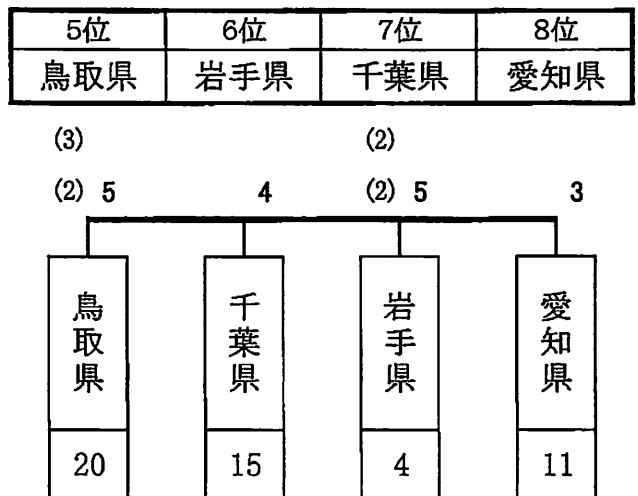 5位 6位 7位 8位
鳥取県 岩手県 千葉県 愛知県
(3) (2)
(2) 5 4 (2) 5 3
鳥取県 千葉県 岩手県 愛知県
20 15 4 11